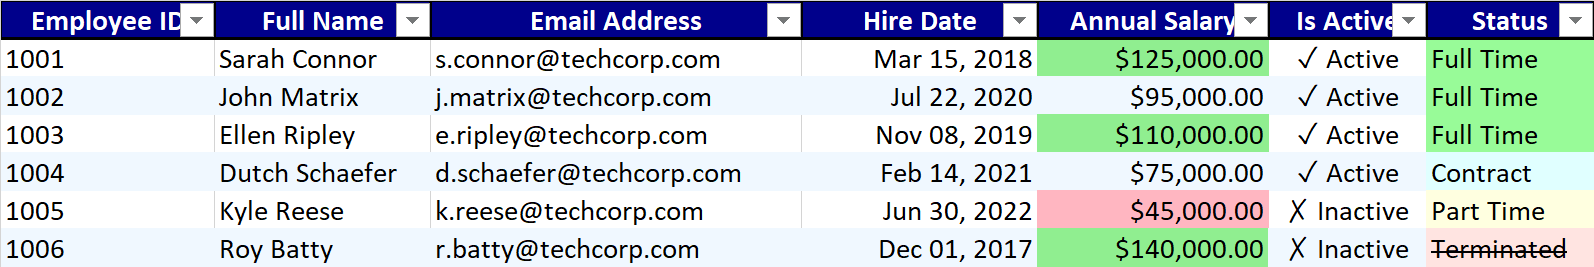 Employee ID Full Name Email Address Hire Date Annual Salary Is Active Status
1001 Sarah Connor s.connor@techcorp.com Mar 15, 2018 $125,000.00 ✓ Active Full Time
1002 John Matrix j.matrix@techcorp.com Jul 22, 2020 $95,000.00 ✓ Active Full Time
1003 Ellen Ripley e.ripley@techcorp.com Nov 08, 2019 $110,000.00 ✓ Active Full Time
1004 Dutch Schaefer d.schaefer@techcorp.com Feb 14, 2021 $75,000.00 ✓ Active Contract
1005 Kyle Reese k.reese@techcorp.com Jun 30, 2022 $45,000.00 ✗ Inactive Part Time
1006 Roy Batty r.batty@techcorp.com Dec 01, 2017 $140,000.00 ✗ Inactive Terminated